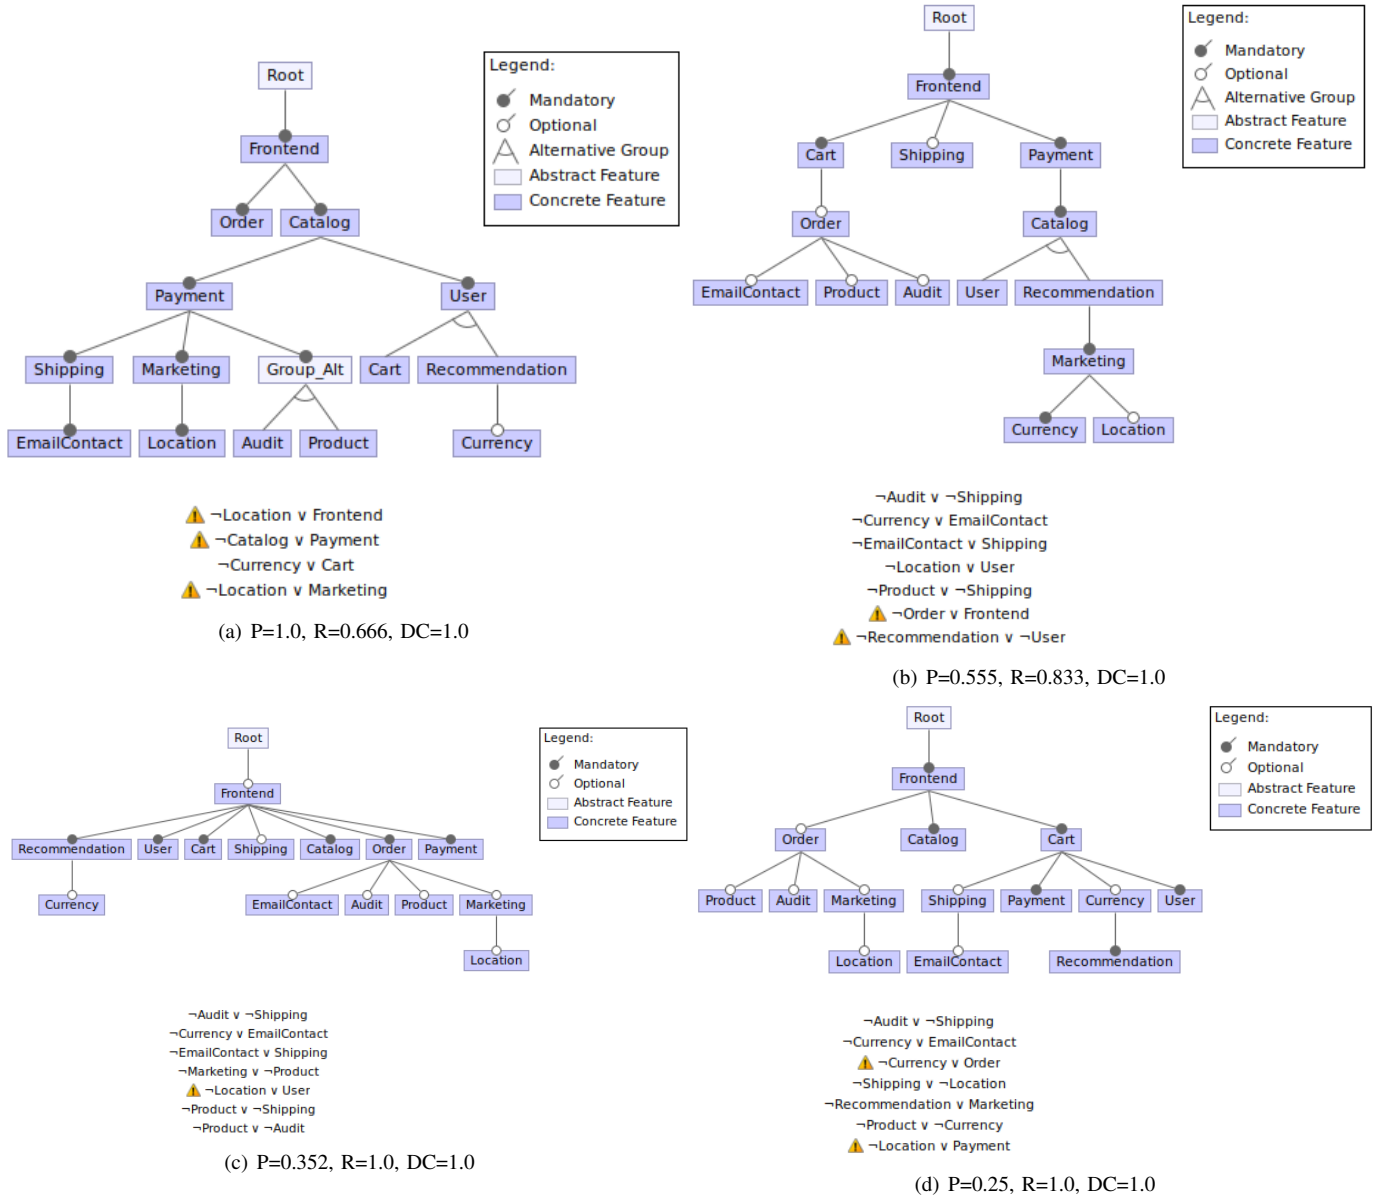 Root
Frontend
Order Catalog
Payment User
Shipping Marketing Group_Alt Cart Recommendation
EmailContact Location Audit Product Currency
Legend:
Mandatory
Optional
Alternative Group
Abstract Feature
Concrete Feature
¬Location ∨ Frontend
¬Catalog ∨ Payment
¬Currency ∨ Cart
¬Location ∨ Marketing
(a) P=1.0, R=0.666, DC=1.0
Root
Frontend
Cart Shipping Payment
Order Catalog
EmailContact Product Audit User Recommendation
Marketing
Currency Location
Legend:
Mandatory
Optional
Alternative Group
Abstract Feature
Concrete Feature
¬Audit ∨ ¬Shipping
¬Currency ∨ EmailContact
¬EmailContact ∨ Shipping
¬Location ∨ User
¬Product ∨ ¬Shipping
¬Order ∨ Frontend
¬Recommendation ∨ ¬User
(b) P=0.555, R=0.833, DC=1.0
Root
Frontend
Recommendation User Cart Shipping Catalog Order Payment
Currency EmailContact Audit Product Marketing
Location
Legend:
Mandatory
Optional
Abstract Feature
Concrete Feature
¬Audit ∨ ¬Shipping
¬Currency ∨ EmailContact
¬EmailContact ∨ Shipping
¬Marketing ∨ ¬Product
¬Location ∨ User
¬Product ∨ ¬Shipping
¬Product ∨ ¬Audit
(c) P=0.352, R=1.0, DC=1.0
Root
Frontend
Order Catalog Cart
Product Audit Marketing Shipping Payment Currency User
Location EmailContact Recommendation
Legend:
Mandatory
Optional
Abstract Feature
Concrete Feature
¬Audit ∨ ¬Shipping
¬Currency ∨ EmailContact
¬Currency ∨ Order
¬Shipping ∨ ¬Location
¬Recommendation ∨ Marketing
¬Product ∨ ¬Currency
¬Location ∨ Payment
(d) P=0.25, R=1.0, DC=1.0